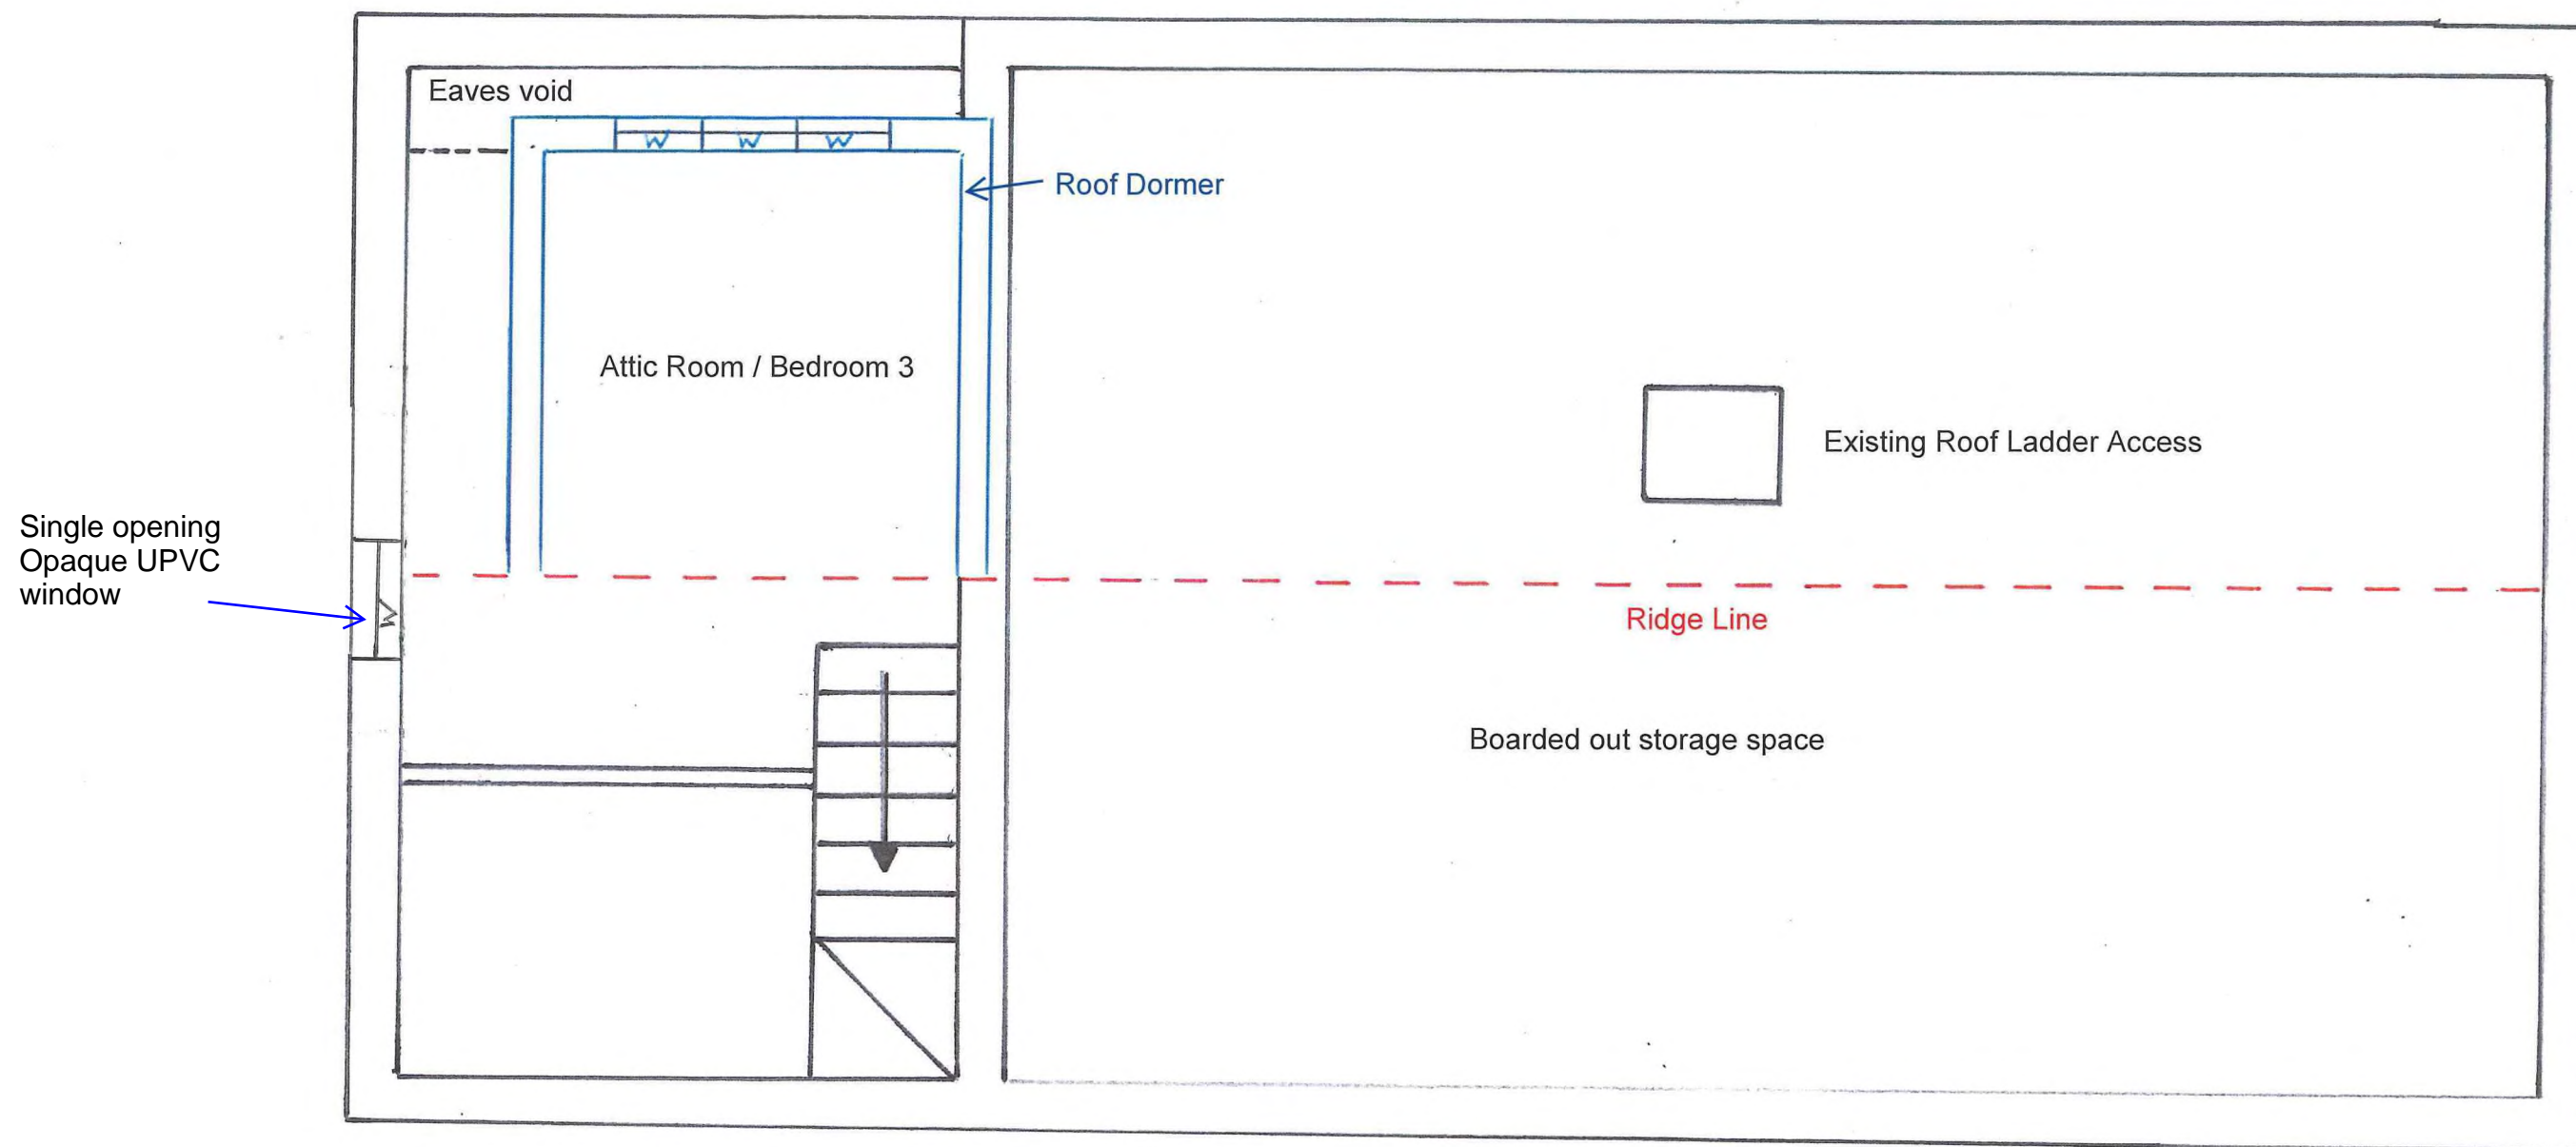 Eaves void
W W W
Roof Dormer
Attic Room / Bedroom 3
Existing Roof Ladder Access
Single opening
Opaque UPVC
window
W
Ridge Line
Boarded out storage space